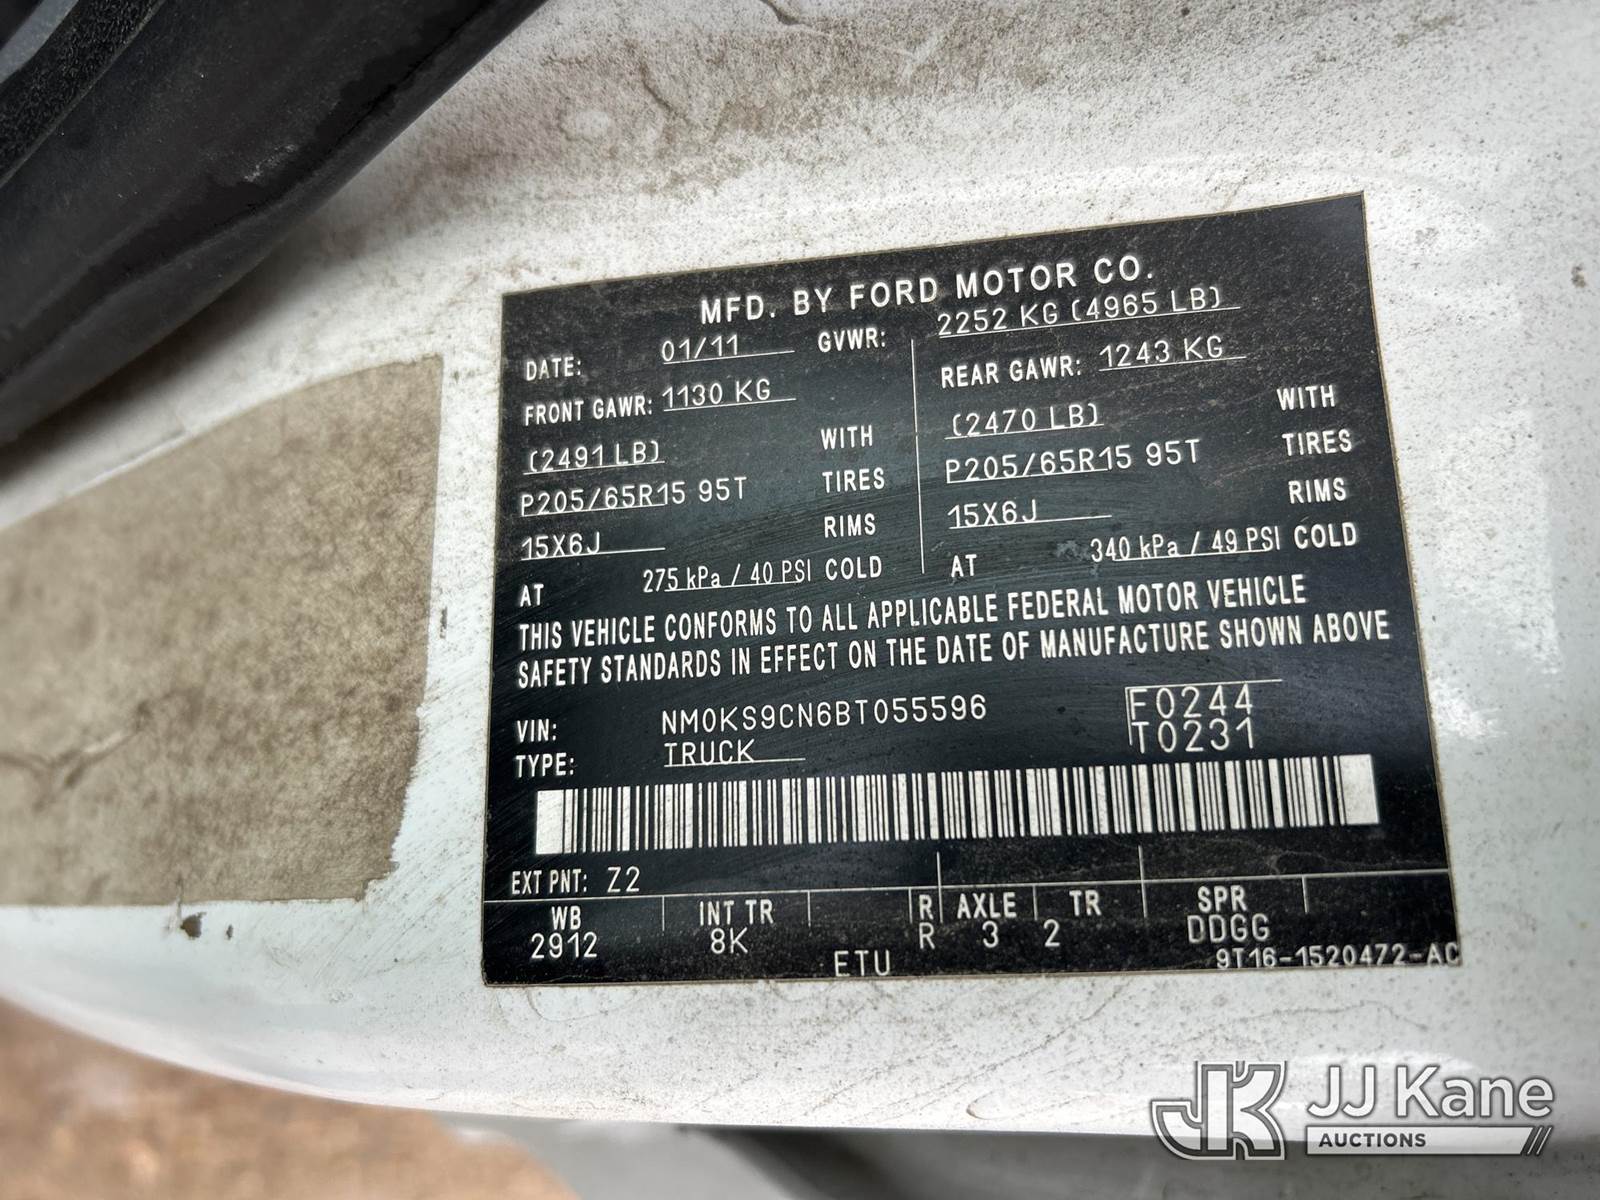 MFD. BY FORD MOTOR CO.
DATE: 01/11 GVWR: 2252 KG (4965 LB)
FRONT GAWR: 1130 KG REAR GAWR: 1243 KG
(2491 LB) WITH (2470 LB) WITH
P205/65R15 95T TIRES P205/65R15 95T TIRES
15X6J RIMS 15X6J RIMS
AT 275 kPa / 40 PSI COLD AT 340 kPa / 49 PSI COLD
THIS VEHICLE CONFORMS TO ALL APPLICABLE FEDERAL MOTOR VEHICLE
SAFETY STANDARDS IN EFFECT ON THE DATE OF MANUFACTURE SHOWN ABOVE
VIN: NM0KS9CN6BT055596 F0244
TYPE: TRUCK T0231
EXT PNT: Z2
WB INT TR R AXLE TR SPR
2912 8K R 3 2 DDGG
ETU 9T16-1520472-AC
JK JJ Kane
AUCTIONS